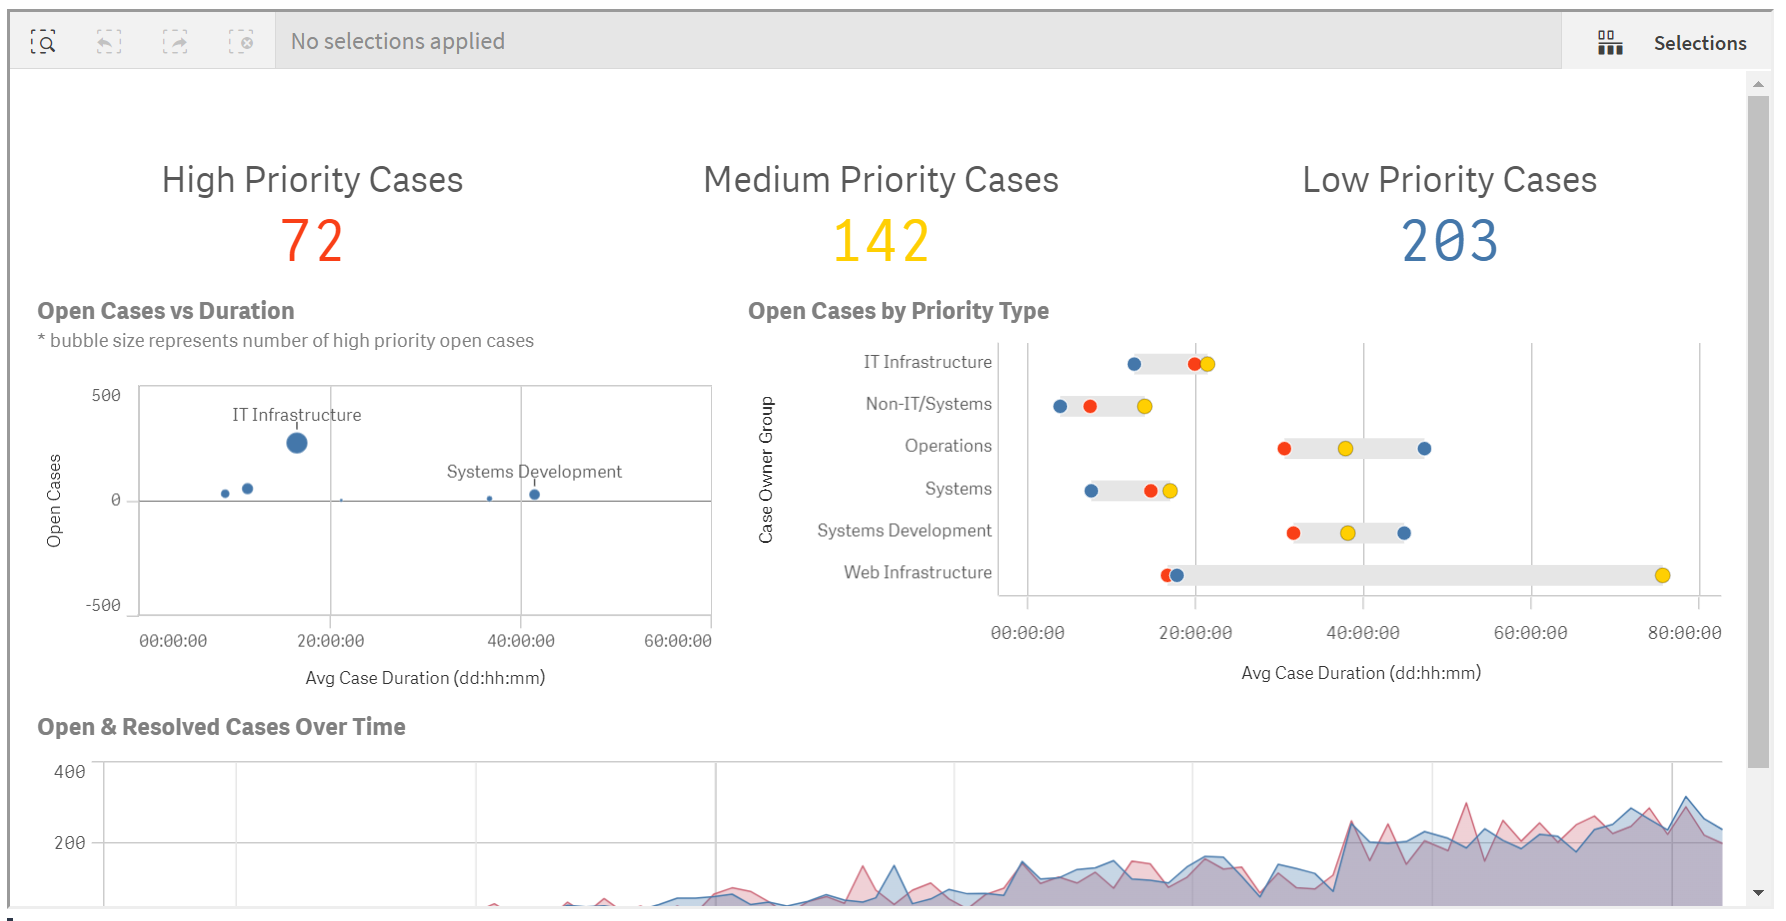 No selections applied
Selections
High Priority Cases
72
Medium Priority Cases
142
Low Priority Cases
203
Open Cases vs Duration
* bubble size represents number of high priority open cases
500
0
-500
Open Cases
IT Infrastructure
Systems Development
00:00:00
20:00:00
40:00:00
60:00:00
Avg Case Duration (dd:hh:mm)
Open Cases by Priority Type
Case Owner Group
IT Infrastructure
Non-IT/Systems
Operations
Systems
Systems Development
Web Infrastructure
00:00:00
20:00:00
40:00:00
60:00:00
80:00:00
Avg Case Duration (dd:hh:mm)
Open & Resolved Cases Over Time
400
200